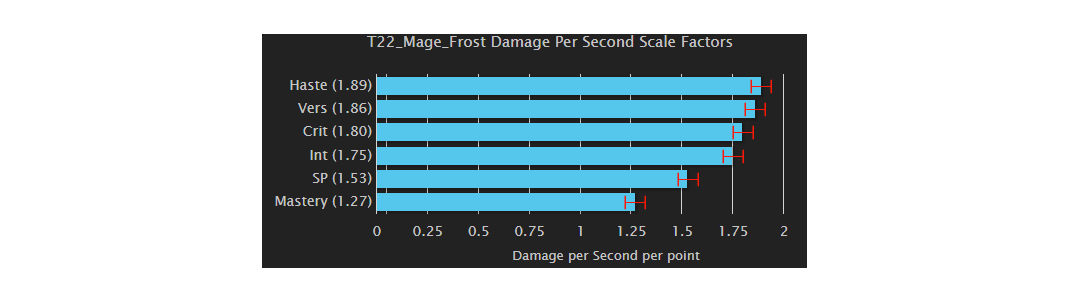 T22_Mage_Frost Damage Per Second Scale Factors
Haste (1.89)
Vers (1.86)
Crit (1.80)
Int (1.75)
SP (1.53)
Mastery (1.27)
0 0.25 0.5 0.75 1 1.25 1.5 1.75 2
Damage per Second per point